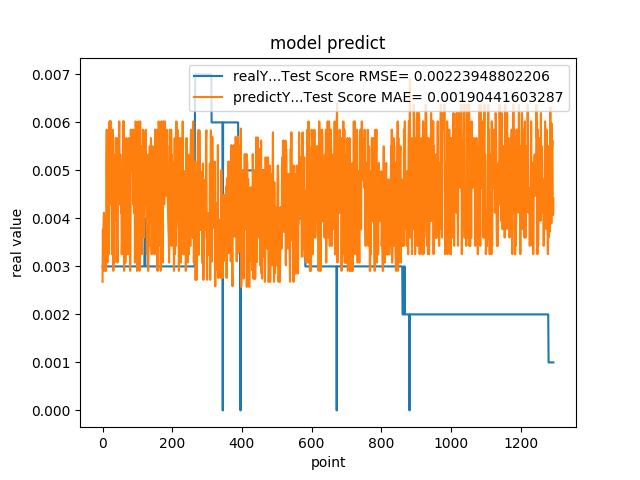 model predict
realY...Test Score RMSE= 0.00223948802206
predictY...Test Score MAE= 0.00190441603287
0.007
0.006
0.005
0.004
0.003
0.002
0.001
0.000
real value
0 200 400 600 800 1000 1200
point